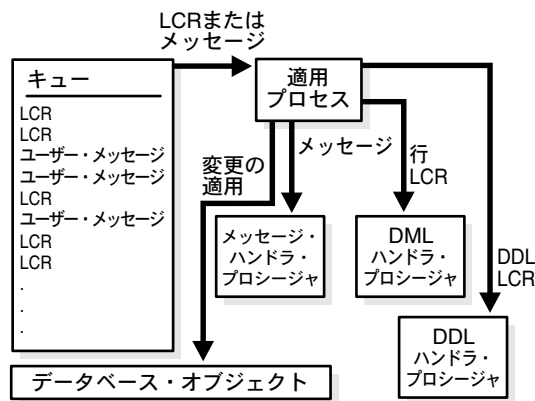 LCRまたは
メッセージ
キュー
LCR
LCR
ユーザー・メッセージ
ユーザー・メッセージ
LCR
ユーザー・メッセージ
LCR
LCR
.
.
.
適用
プロセス
変更の
適用
メッセージ
行
LCR
DDL
LCR
メッセージ・
ハンドラ・
プロシージャ
DML
ハンドラ・
プロシージャ
DDL
ハンドラ・
プロシージャ
データベース・オブジェクト